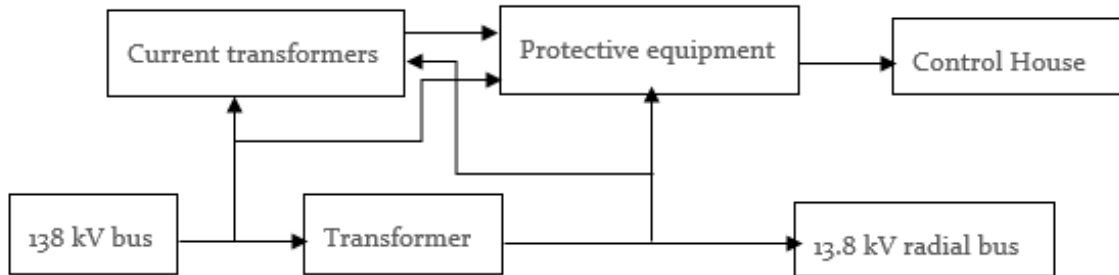 Current transformers
Protective equipment
Control House
138 kV bus
Transformer
13.8 kV radial bus